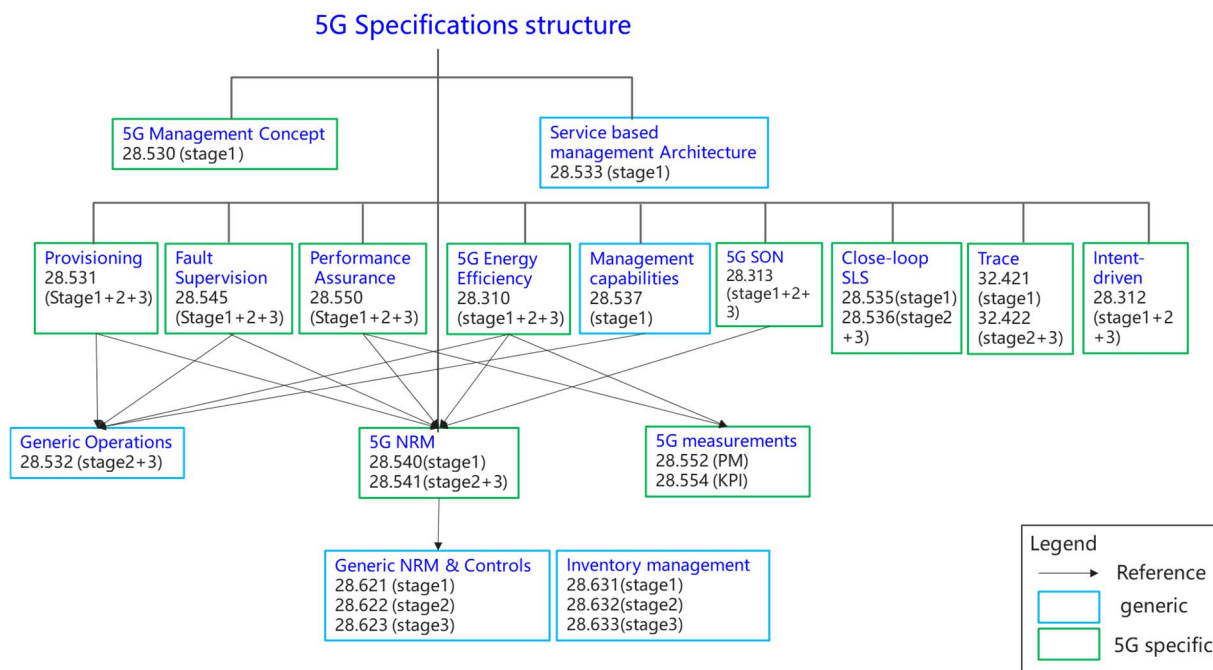 5G Specifications structure
5G Management Concept
28.530 (stage1)
Service based
management Architecture
28.533 (stage1)
Provisioning
28.531
(Stage1+2+3)
Fault
Supervision
28.545
(Stage1+2+3)
Performance
Assurance
28.550
(Stage1+2+3)
5G Energy
Efficiency
28.310
(stage1+2+3)
Management
capabilities
28.537
(stage1)
5G SON
28.313
(stage1+2+
3)
Close-loop
SLS
28.535(stage1)
28.536(stage2
+3)
Trace
32.421
(stage1)
32.422
(stage2+3)
Intent-
driven
28.312
(stage1+2
+3)
Generic Operations
28.532 (stage2+3)
5G NRM
28.540(stage1)
28.541(stage2+3)
5G measurements
28.552 (PM)
28.554 (KPI)
Generic NRM & Controls
28.621 (stage1)
28.622 (stage2)
28.623 (stage3)
Inventory management
28.631(stage1)
28.632(stage2)
28.633(stage3)
Legend
Reference
generic
5G specific